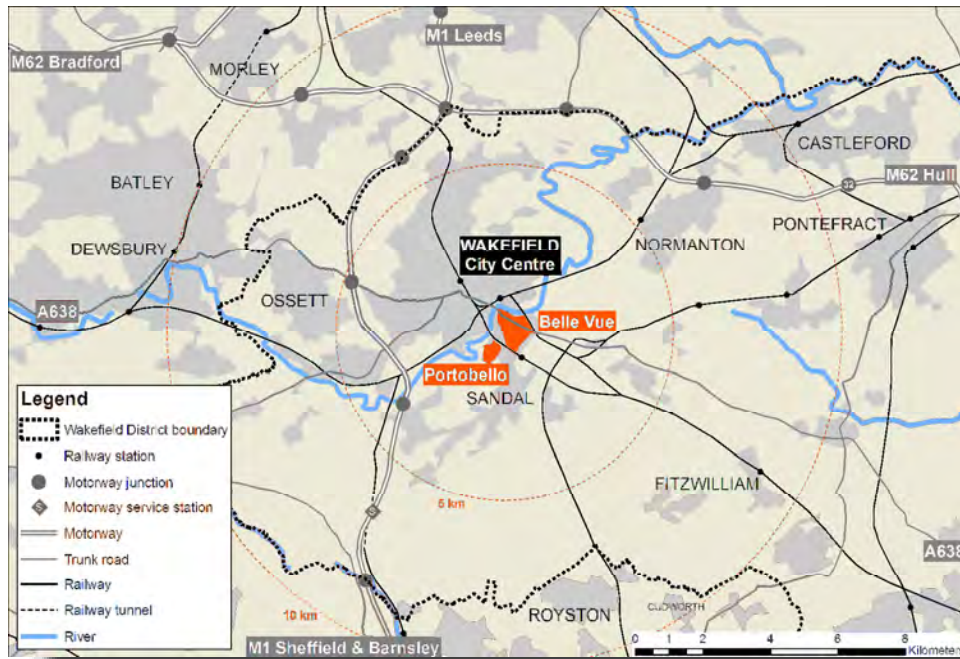 M1 Leeds
M62 Bradford
MORLEY
CASTLEFORD
BATLEY
M62 Hull
32
PONTEFRACT
DEWSBURY
WAKEFIELD
City Centre
NORMANTON
OSSETT
A638
Belle Vue
Portobello
SANDAL
Legend
Wakefield District boundary
Railway station
Motorway junction
S Motorway service station
Motorway
Trunk road
Railway
Railway tunnel
River
FITZWILLIAM
5 km
A638
10 km
ROYSTON
CUDWORTH
M1 Sheffield & Barnsley
0 1 2 4 6 8
Kilometers